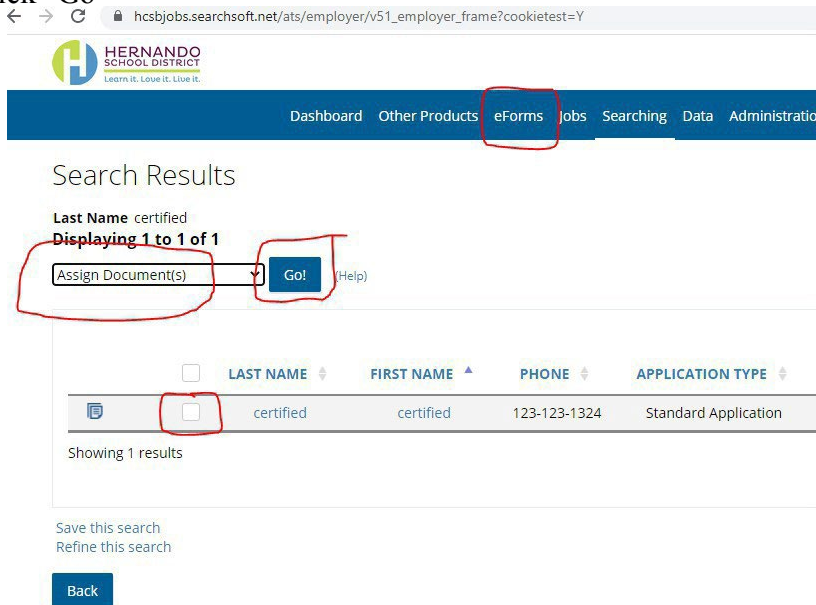 hcsbjobs.searchsoft.net/ats/employer/v51_employer_frame?cookietest=Y
HERNANDO
SCHOOL DISTRICT
Learn it. Love it. Live it.
Dashboard Other Products eForms Jobs Searching Data Administratio
Search Results
Last Name certified
Displaying 1 to 1 of 1
Assign Document(s) Go! (Help)
LAST NAME FIRST NAME PHONE APPLICATION TYPE
certified certified 123-123-1324 Standard Application
Showing 1 results
Save this search
Refine this search
Back